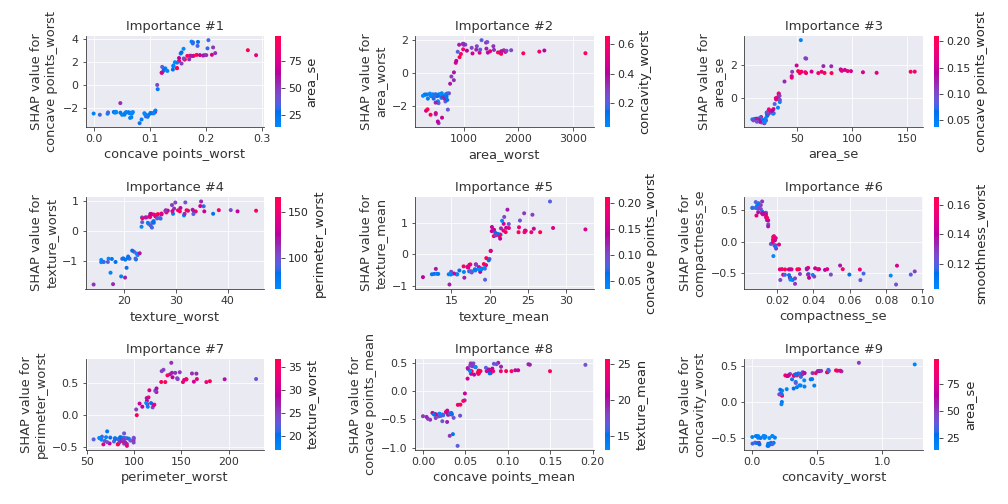 Importance #1
SHAP value for
concave points_worst
4
2
0
−2
0.0
0.1
0.2
0.3
concave points_worst
75
50
25
area_se
Importance #2
SHAP value for
area_worst
2
0
−2
1000
2000
3000
area_worst
0.6
0.4
0.2
concavity_worst
Importance #3
SHAP value for
area_se
2
0
50
100
150
area_se
0.20
0.15
0.10
0.05
concave points_worst
Importance #4
SHAP value for
texture_worst
1
0
−1
20
30
40
texture_worst
150
100
perimeter_worst
Importance #5
SHAP value for
texture_mean
1
0
−1
15
20
25
30
texture_mean
0.20
0.15
0.10
0.05
concave points_worst
Importance #6
SHAP value for
compactness_se
0.5
0.0
−0.5
0.02
0.04
0.06
0.08
0.10
compactness_se
0.16
0.14
0.12
smoothness_worst
Importance #7
SHAP value for
perimeter_worst
0.5
0.0
−0.5
50
100
150
200
perimeter_worst
35
30
25
20
texture_worst
Importance #8
SHAP value for
concave points_mean
0.5
0.0
−0.5
−1.0
0.00
0.05
0.10
0.15
0.20
concave points_mean
25
20
15
texture_mean
Importance #9
SHAP value for
concavity_worst
0.5
0.0
−0.5
0.0
0.5
1.0
concavity_worst
75
50
25
area_se